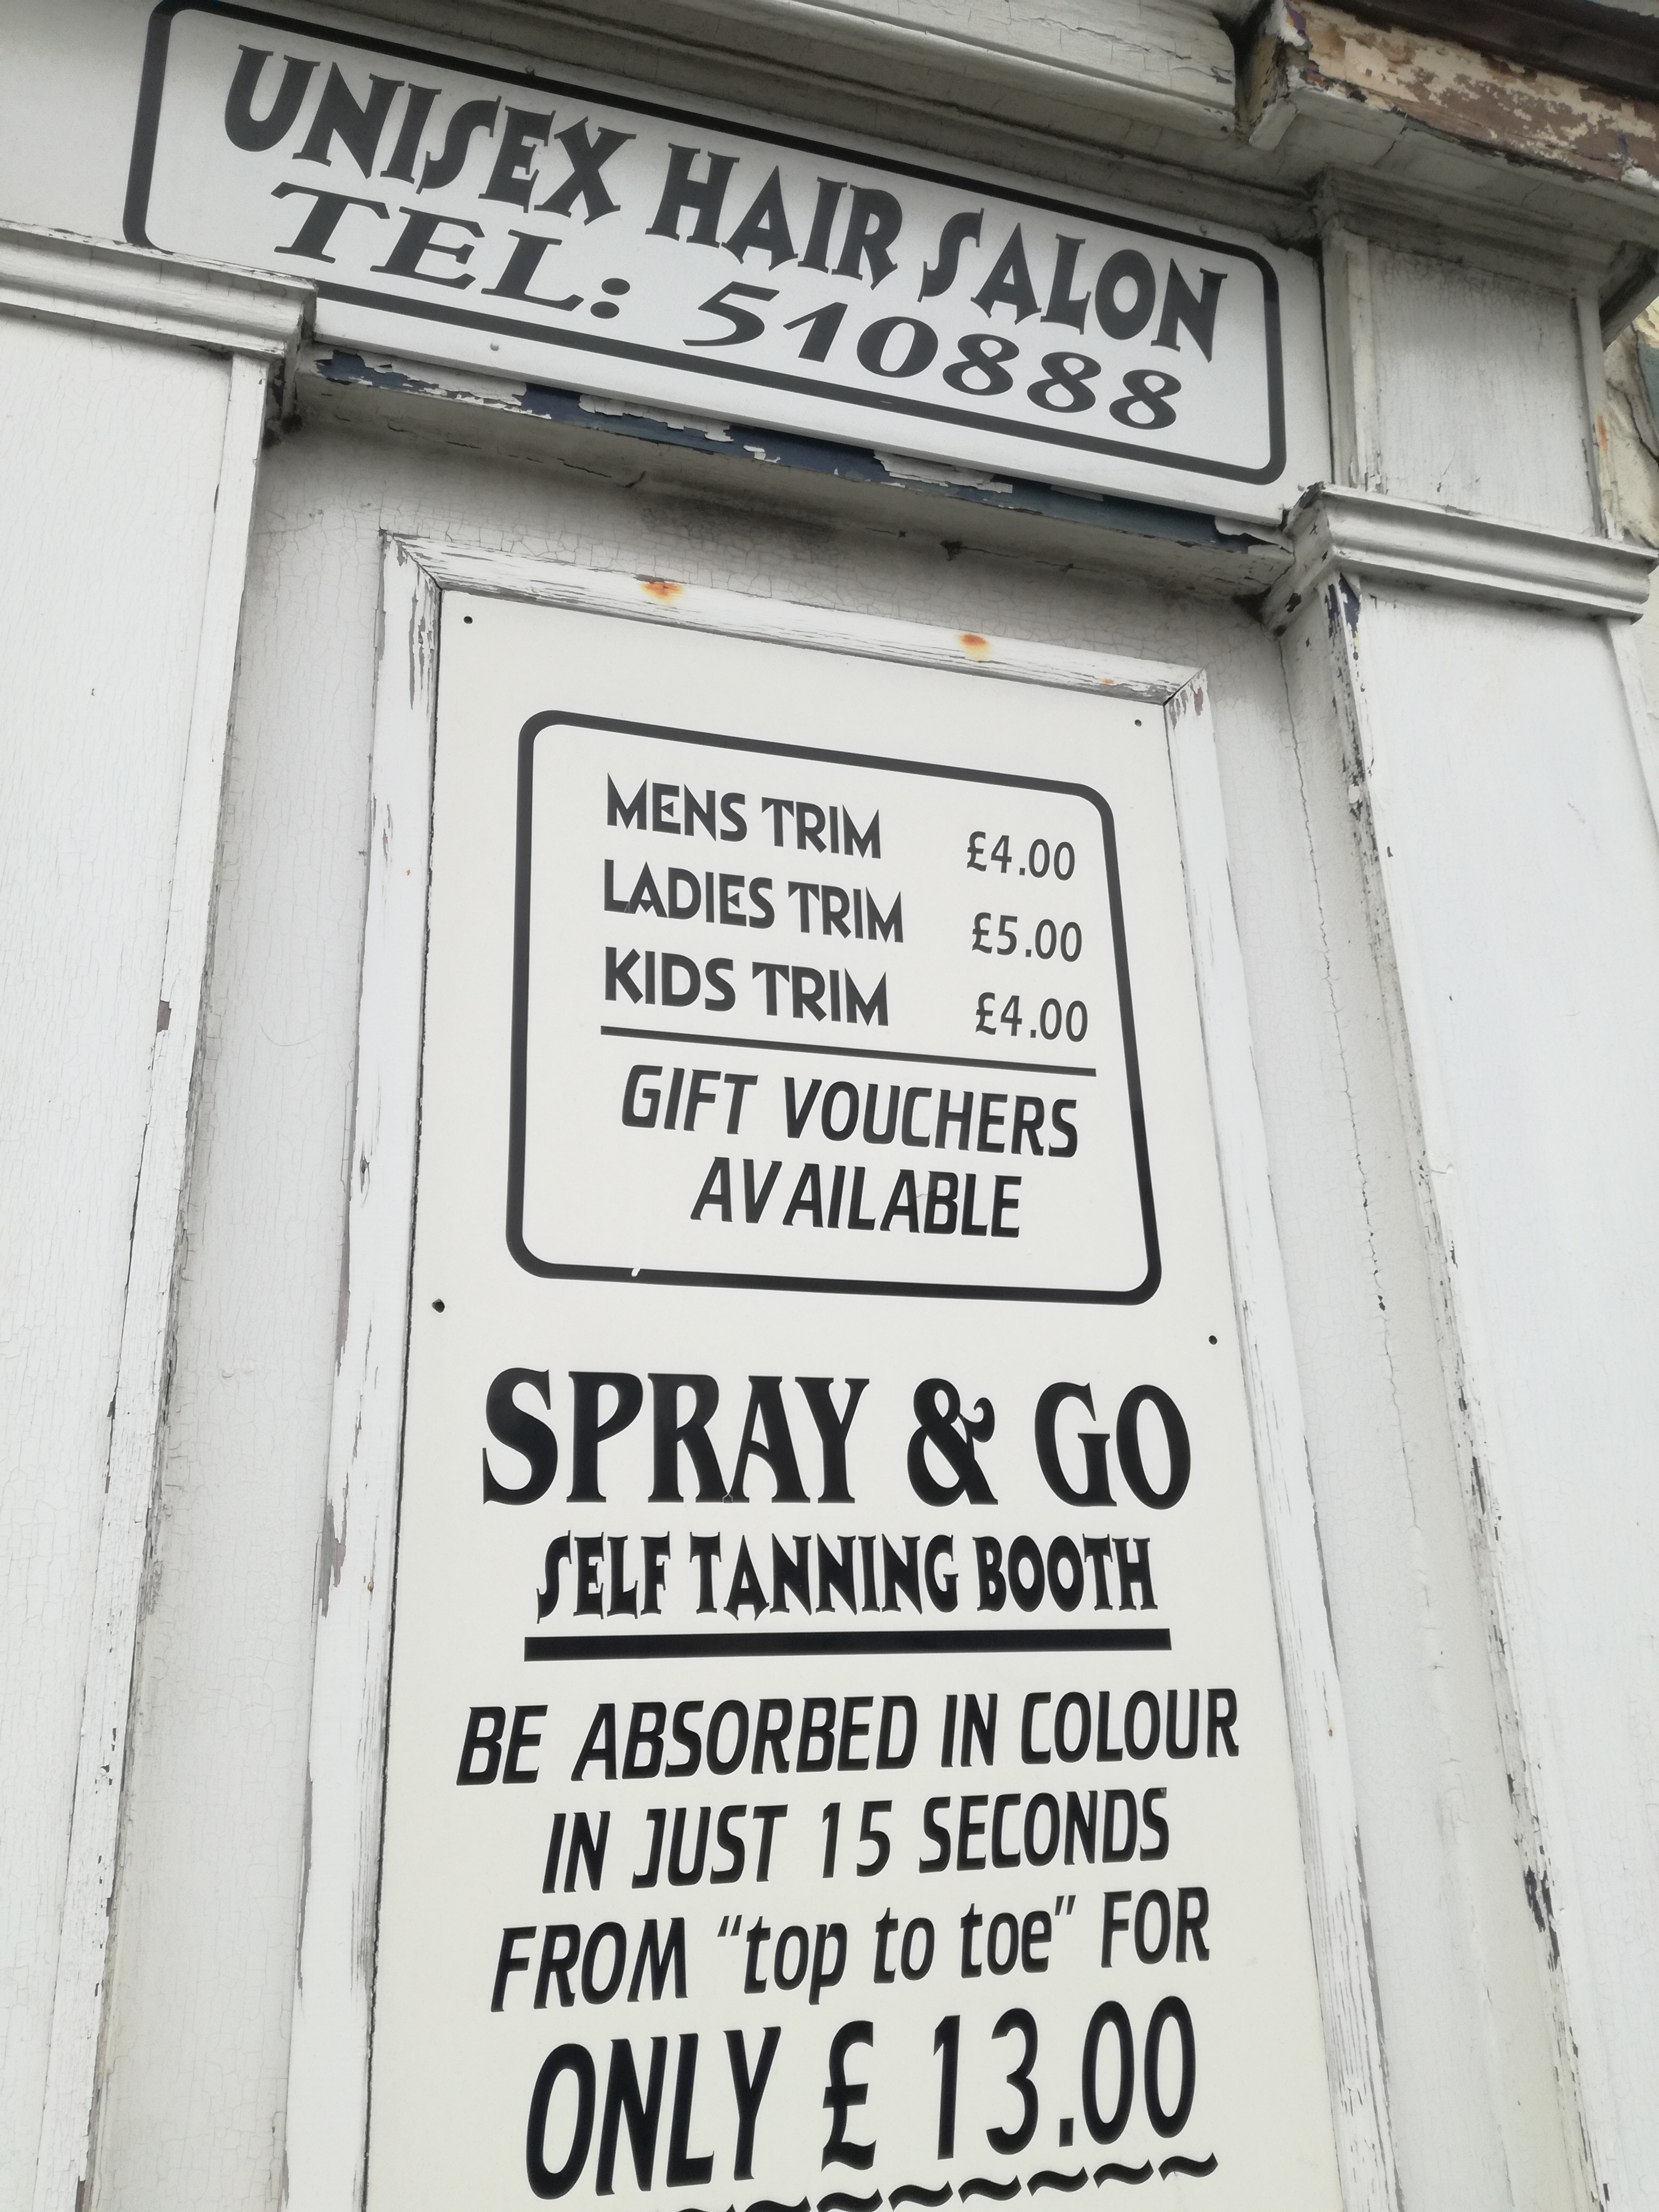 UNISEX HAIR SALON
TEL: 510888
MENS TRIM £4.00
LADIES TRIM £5.00
KIDS TRIM £4.00
GIFT VOUCHERS
AVAILABLE
SPRAY & GO
SELF TANNING BOOTH
BE ABSORBED IN COLOUR
IN JUST 15 SECONDS
FROM "top to toe" FOR
ONLY £13.00